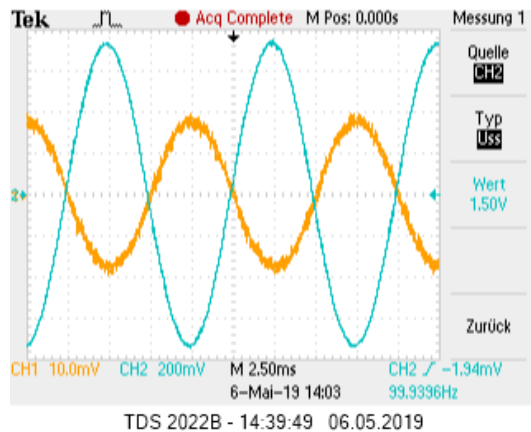 Tek Acq Complete M Pos: 0.000s Messung 1
Quelle
CH2
Typ
Uss
2
Wert
1.50V
Zurück
CH1 10.0mV CH2 200mV M 2.50ms CH2 -1.94mV
6-Mai-19 14:03 99.9396Hz
TDS 2022B - 14:39:49 06.05.2019